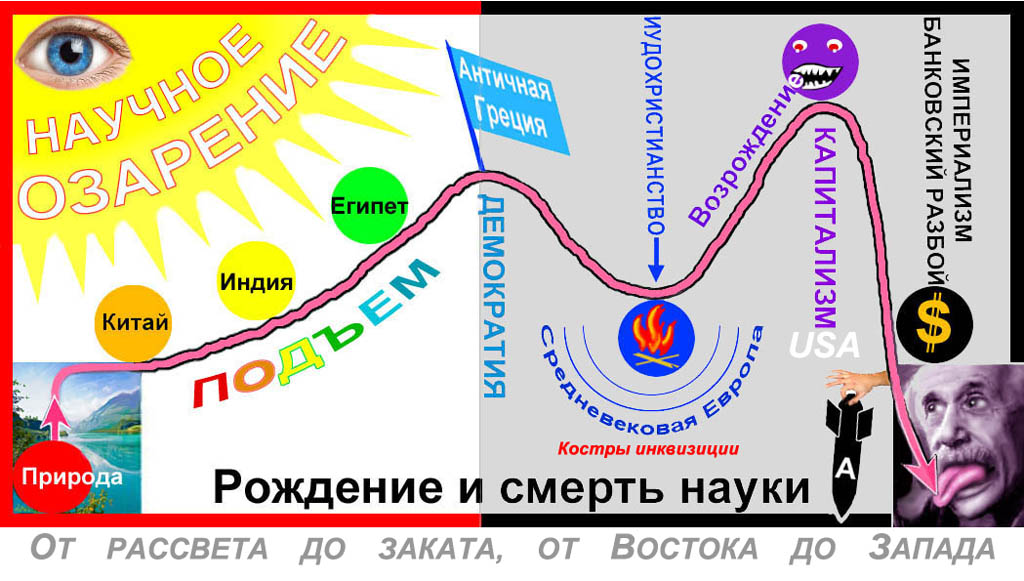 НАУЧНОЕ
ОЗАРЕНИЕ
Античная
Греция
ИУДОХРИСТИАНСТВО
Возрождение
КАПИТАЛИЗМ
ИМПЕРИАЛИЗМ
БАНКОВСКИЙ РАЗБОЙ
Египет
Индия
Китай
ПОДЪЕМ
ДЕМОКРАТИЯ
$
USA
Средневековая Европа
Костры инквизиции
А
Природа
Рождение и смерть науки
От рассвета до заката, от Востока до Запада